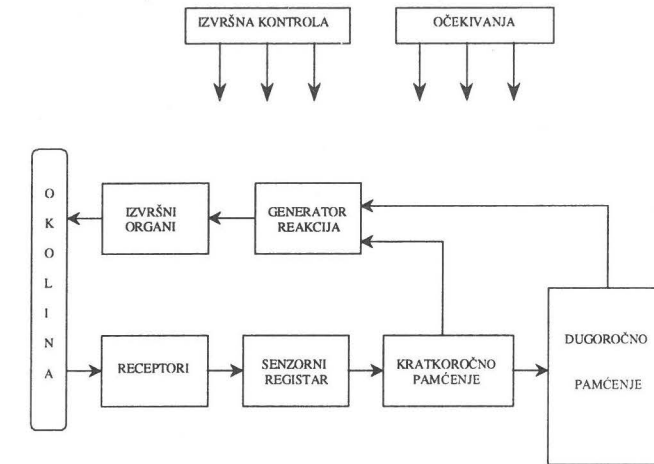 IZVRŠNA KONTROLA
OČEKIVANJA
O
K
O
L
I
N
A
IZVRŠNI
ORGANI
GENERATOR
REAKCIJA
RECEPTORI
SENZORNI
REGISTAR
KRATKOROČNO
PAMĆENJE
DUGOROČNO
PAMĆENJE